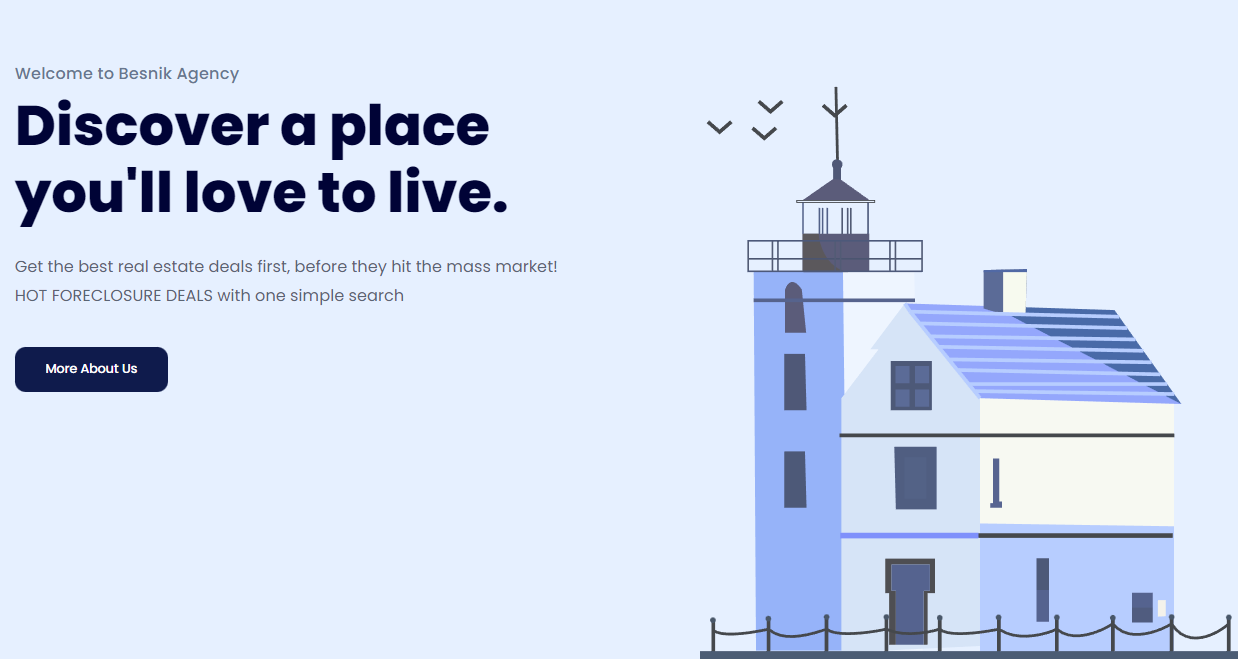 Welcome to Besnik Agency
Discover a place
you'll love to live.
Get the best real estate deals first, before they hit the mass market!
HOT FORECLOSURE DEALS with one simple search
More About Us